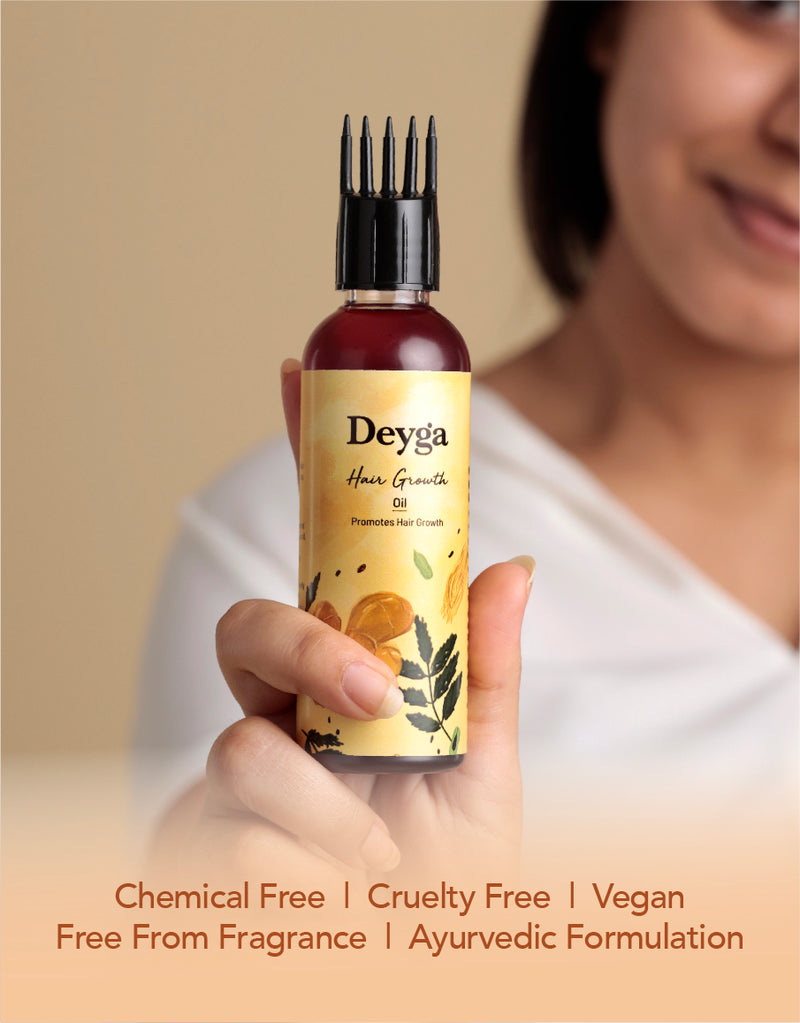 Deyga
Hair Growth
Oil
Promotes Hair Growth
Chemical Free | Cruelty Free | Vegan
Free From Fragrance | Ayurvedic Formulation